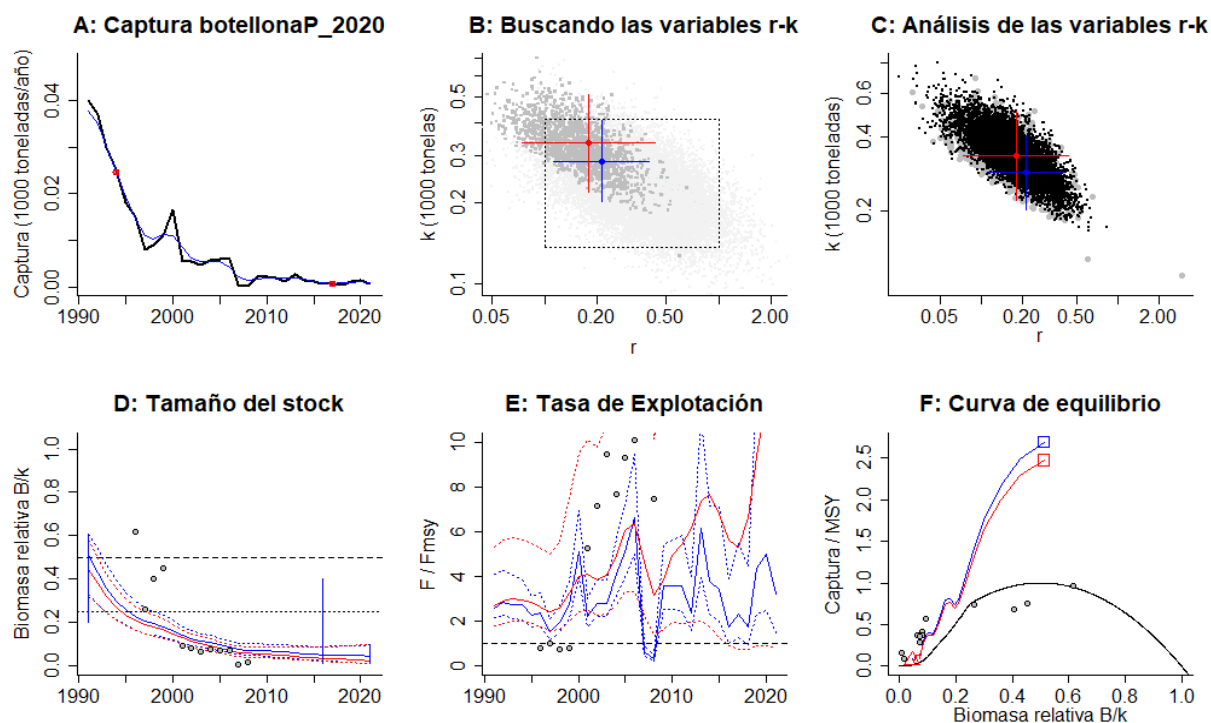 A: Captura botellonaP_2020
B: Buscando las variables r-k
C: Análisis de las variables r-k
Captura (1000 toneladas/año)
0.04
0.00
1990 2000 2010 2020
k (1000 tonelas)
0.5
0.3
0.2
0.1
0.05 0.20 0.50 2.00
r
k (1000 toneladas)
0.6
0.4
0.2
0.05 0.20 0.50 2.00
r
D: Tamaño del stock
E: Tasa de Explotación
F: Curva de equilibrio
Biomasa relativa B/k
1.0
0.8
0.6
0.4
0.2
0.0
1990 2000 2010 2020
F / Fmsy
10
8
6
4
2
0
1990 2000 2010 2020
Captura / MSY
2.5
2.0
1.5
1.0
0.5
0.0
0.0 0.2 0.4 0.6 0.8 1.0
Biomasa relativa B/k